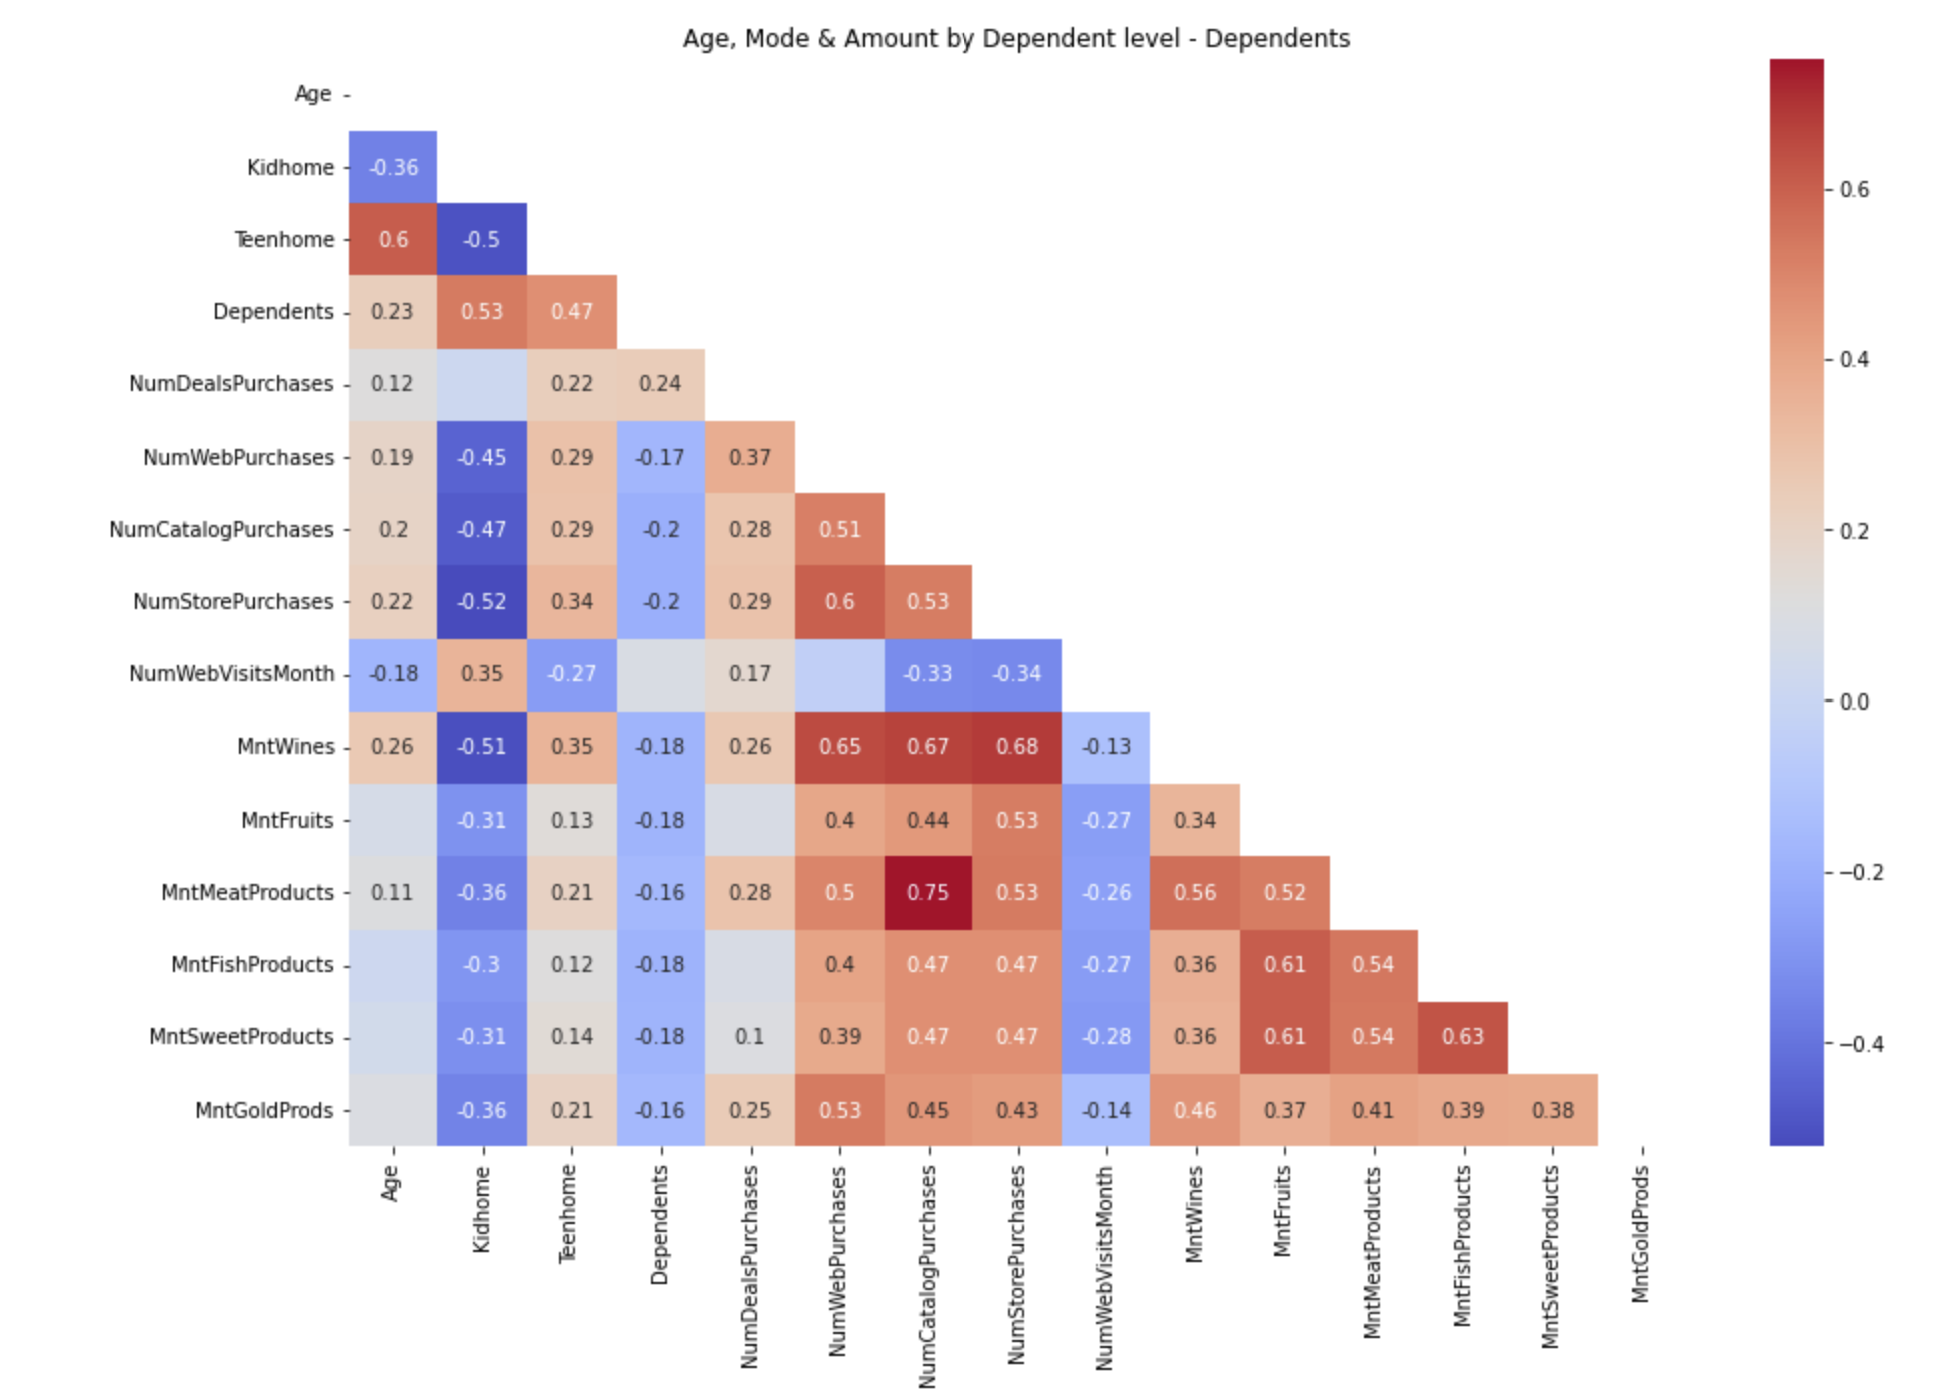 Age, Mode & Amount by Dependent level - Dependents
Age
Kidhome -0.36
Teenhome 0.6 -0.5
Dependents 0.23 0.53 0.47
NumDealsPurchases 0.12 0.22 0.24
NumWebPurchases 0.19 -0.45 0.29 -0.17 0.37
NumCatalogPurchases 0.2 -0.47 0.29 -0.2 0.28 0.51
NumStorePurchases 0.22 -0.52 0.34 -0.2 0.29 0.6 0.53
NumWebVisitsMonth -0.18 0.35 -0.27 0.17 -0.33 -0.34
MntWines 0.26 -0.51 0.35 -0.18 0.26 0.65 0.67 0.68 -0.13
MntFruits -0.31 0.13 -0.18 0.4 0.44 0.53 -0.27 0.34
MntMeatProducts 0.11 -0.36 0.21 -0.16 0.28 0.5 0.75 0.53 -0.26 0.56 0.52
MntFishProducts -0.3 0.12 -0.18 0.4 0.47 0.47 -0.27 0.36 0.61 0.54
MntSweetProducts -0.31 0.14 -0.18 0.1 0.39 0.47 0.47 -0.28 0.36 0.61 0.54 0.63
MntGoldProds -0.36 0.21 -0.16 0.25 0.53 0.45 0.43 -0.14 0.46 0.37 0.41 0.39 0.38
Age
Kidhome
Teenhome
Dependents
NumDealsPurchases
NumWebPurchases
NumCatalogPurchases
NumStorePurchases
NumWebVisitsMonth
MntWines
MntFruits
MntMeatProducts
MntFishProducts
MntSweetProducts
MntGoldProds
0.6
0.4
0.2
0.0
−0.2
−0.4